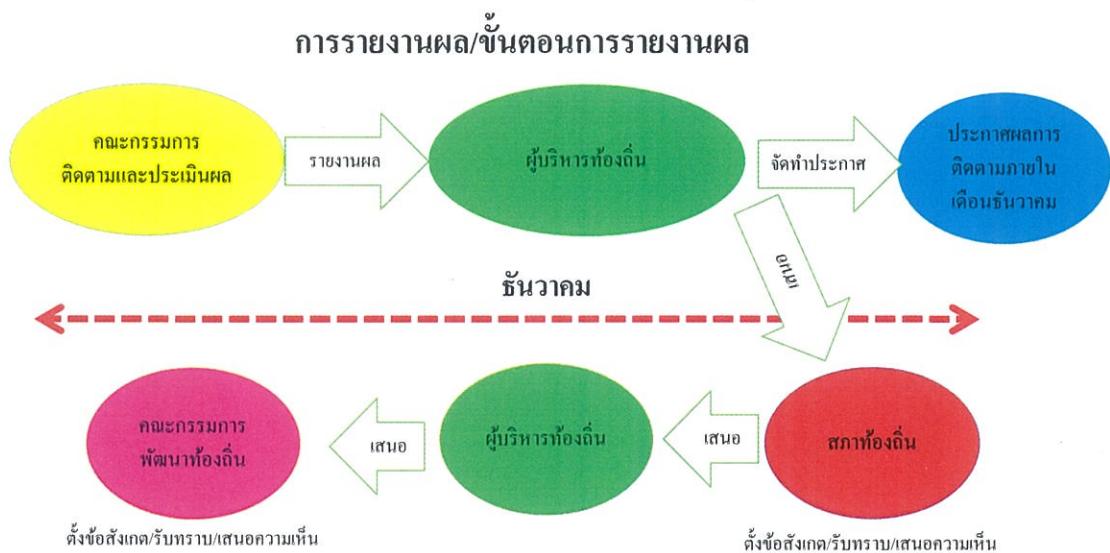 การรายงานผล/ขั้นตอนการรายงานผล
คณะกรรมการ
ติดตามและประเมินผล
รายงานผล
ผู้บริหารท้องถิ่น
จัดทำประกาศ
ประกาศผลการ
ติดตามภายใน
เดือนธันวาคม
เสนอ
ธันวาคม
คณะกรรมการ
พัฒนาท้องถิ่น
เสนอ
ผู้บริหารท้องถิ่น
เสนอ
สภาท้องถิ่น
ตั้งข้อสังเกต/รับทราบ/เสนอความเห็น
ตั้งข้อสังเกต/รับทราบ/เสนอความเห็น